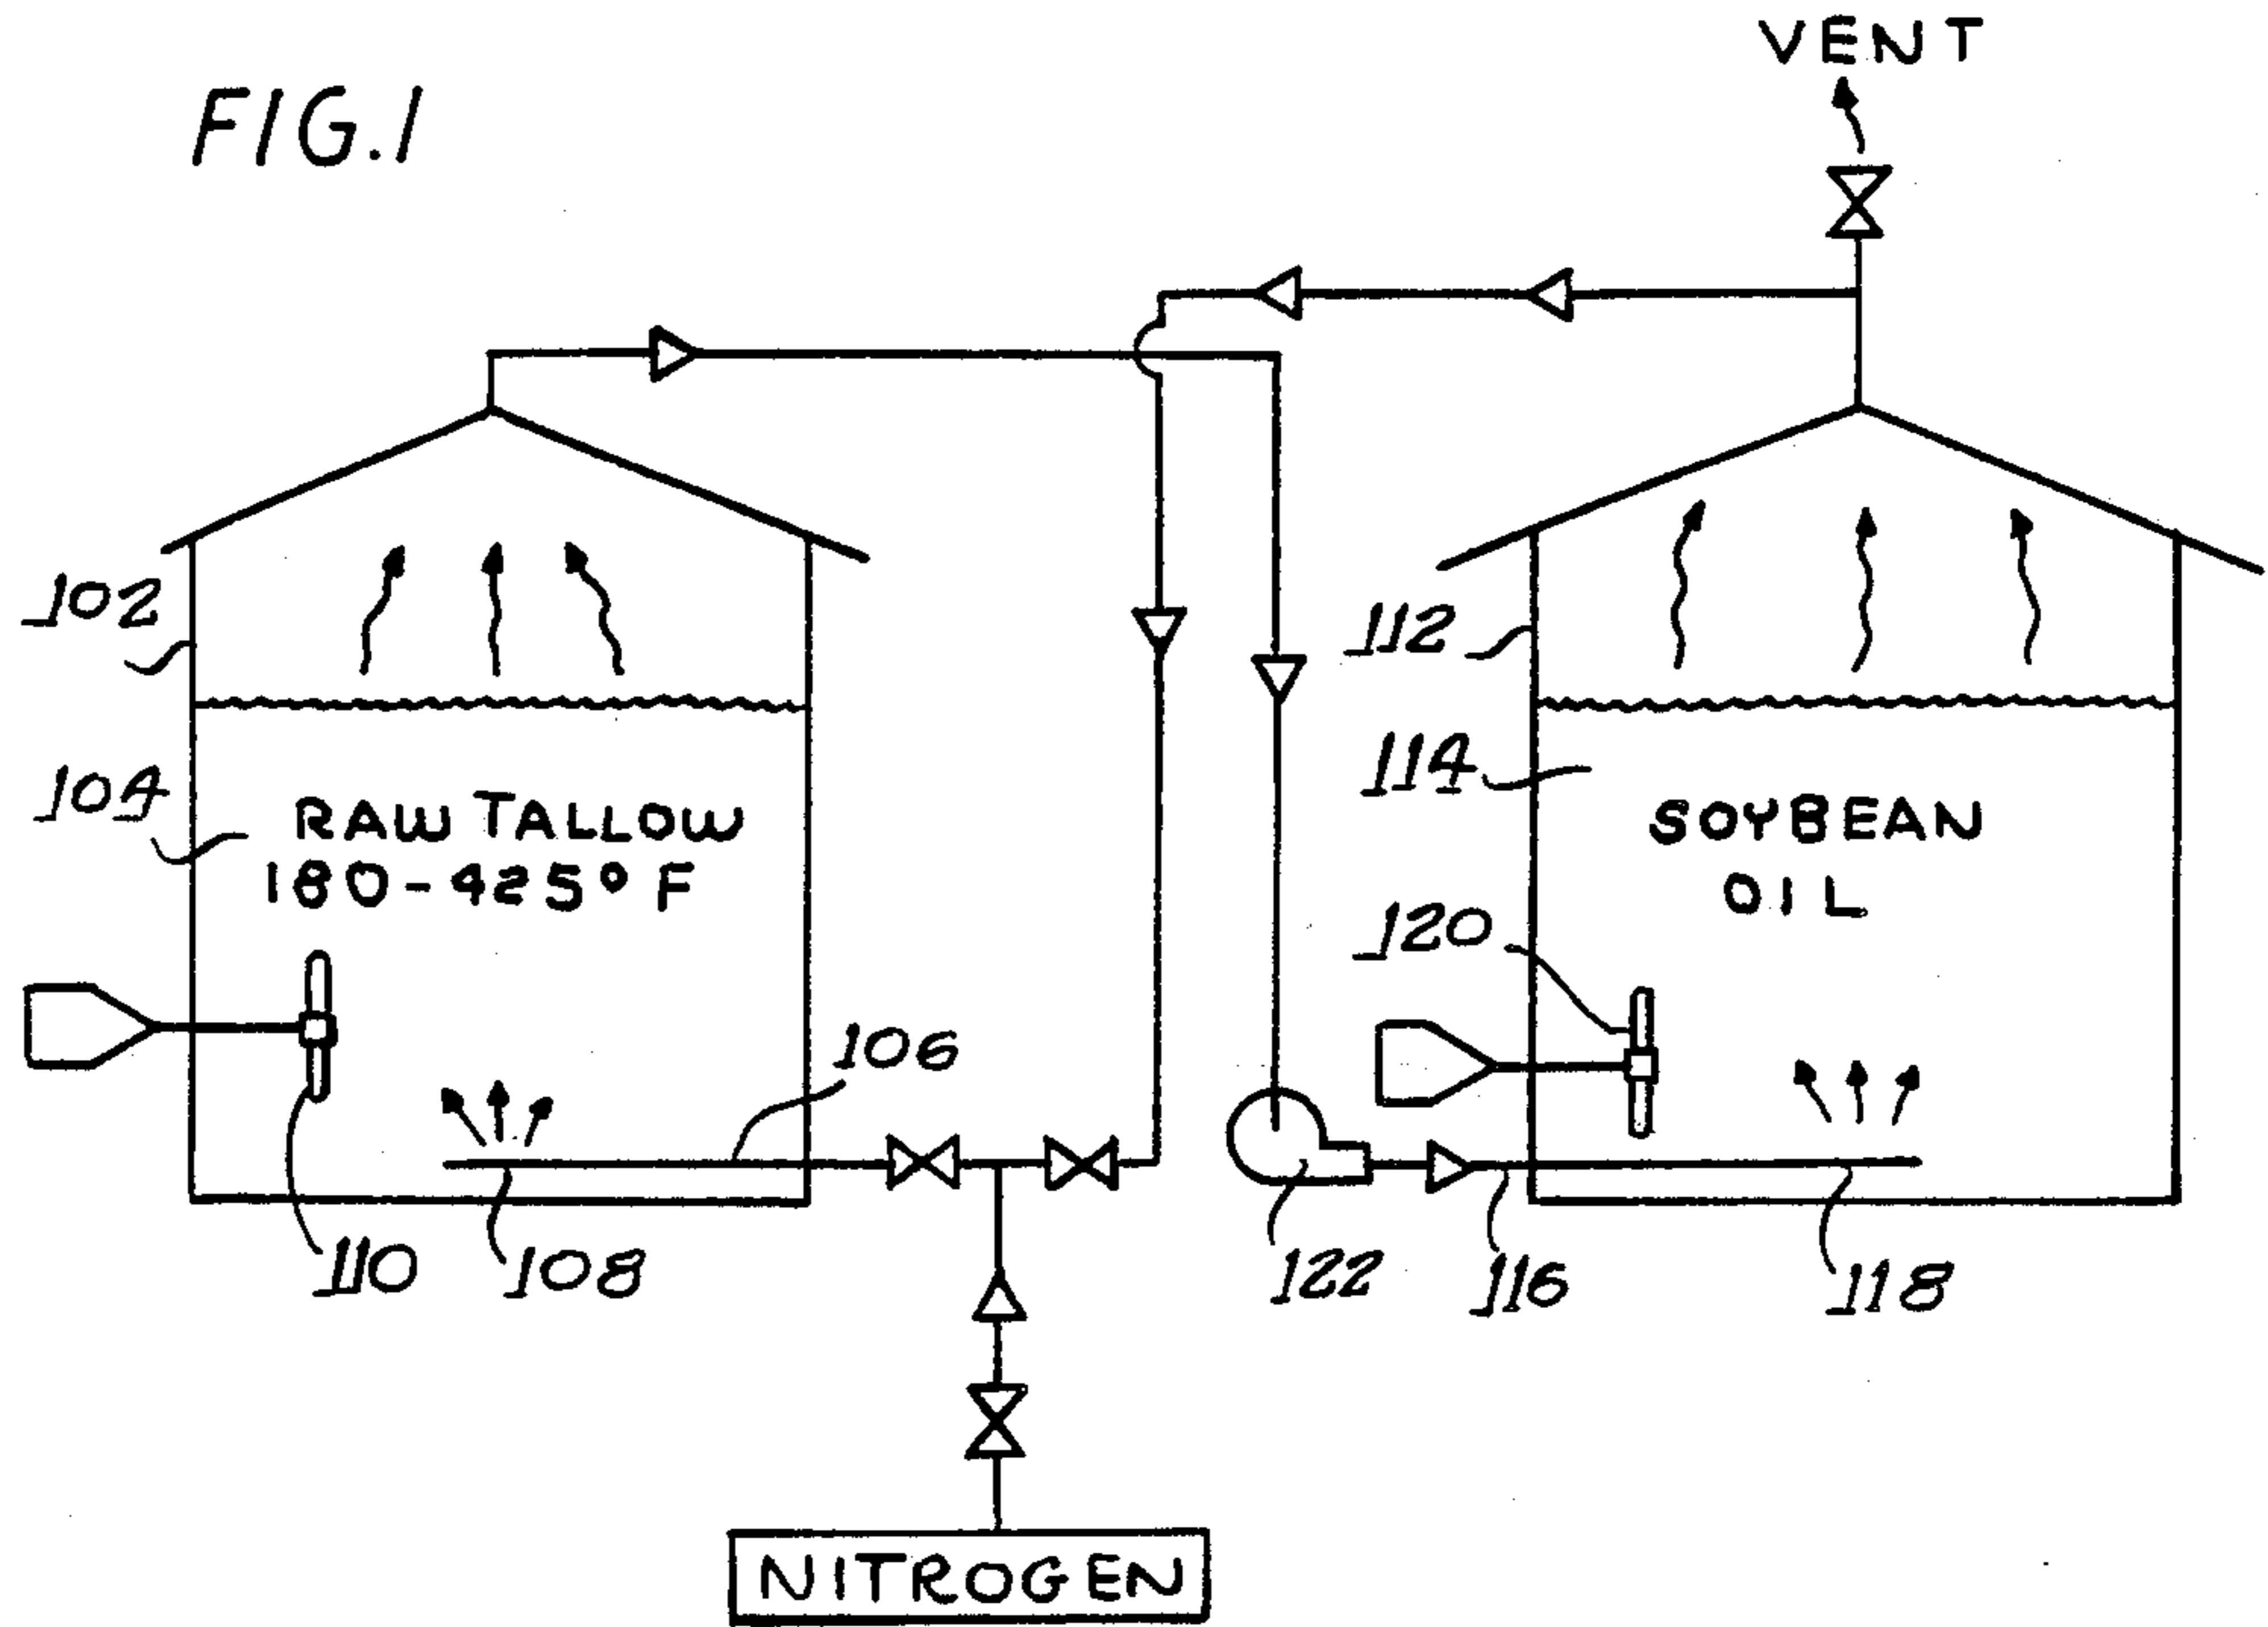 VENT
FIG.1
102
112
104
RAW TALLOW
180-425° F
114
SOYBEAN
OIL
120
106
110
108
122
116
118
NITROGEN